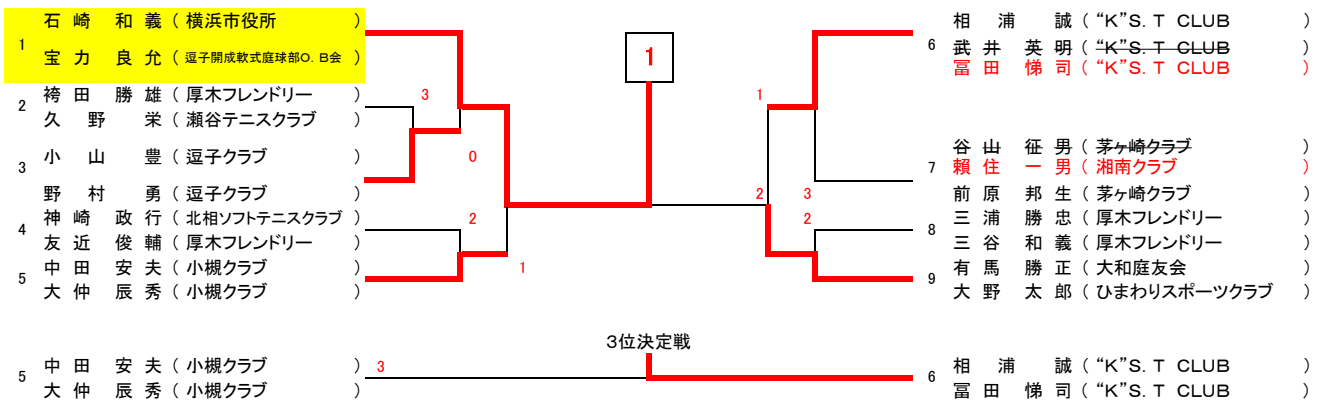 1
石 崎 和 義 ( 横浜市役所 )
宝 力 良 允 ( 逗子開成軟式庭球部O．B会 )
2
袴 田 勝 雄 ( 厚木フレンドリー )
久 野 栄 ( 瀬谷テニスクラブ )
3
小 山 豊 ( 逗子クラブ )
野 村 勇 ( 逗子クラブ )
4
神 崎 政 行 ( 北相ソフトテニスクラブ )
友 近 俊 輔 ( 厚木フレンドリー )
5
中 田 安 夫 ( 小槻クラブ )
大 仲 辰 秀 ( 小槻クラブ )
3
0
2
1
1
1
2
3
2
6
相 浦 誠 ( “K”S．T CLUB )
武 井 英 明 ( “K”S．T CLUB )
冨 田 悌 司 ( “K”S．T CLUB )
7
谷 山 征 男 ( 茅ヶ崎クラブ )
賴 住 一 男 ( 湘南クラブ )
前 原 邦 生 ( 茅ヶ崎クラブ )
8
三 浦 勝 忠 ( 厚木フレンドリー )
三 谷 和 義 ( 厚木フレンドリー )
9
有 馬 勝 正 ( 大和庭友会 )
大 野 太 郎 ( ひまわりスポーツクラブ )
3位決定戦
5
中 田 安 夫 ( 小槻クラブ )
大 仲 辰 秀 ( 小槻クラブ )
3
6
相 浦 誠 ( “K”S．T CLUB )
冨 田 悌 司 ( “K”S．T CLUB )